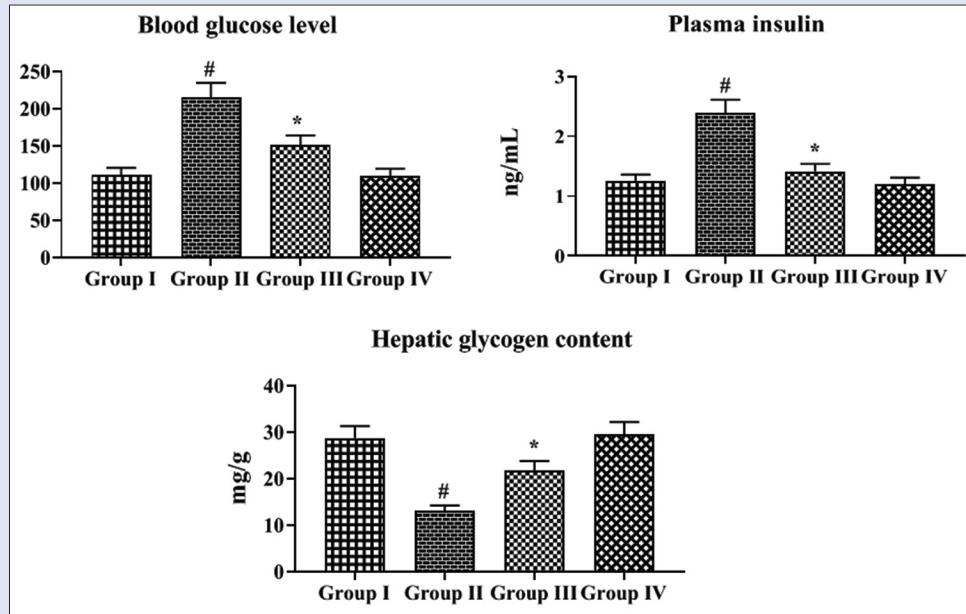 Blood glucose level
250
200
150
100
50
0
#
*
Group I Group II Group III Group IV
Plasma insulin
ng/mL
3
2
1
0
#
*
Group I Group II Group III Group IV
Hepatic glycogen content
mg/g
40
30
20
10
0
#
*
Group I Group II Group III Group IV